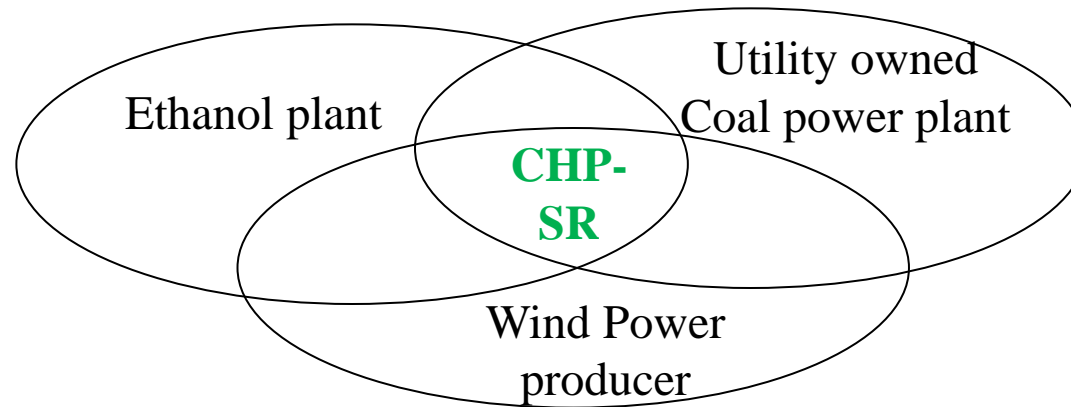 Ethanol plant
Utility owned
Coal power plant
CHP-
SR
Wind Power
producer